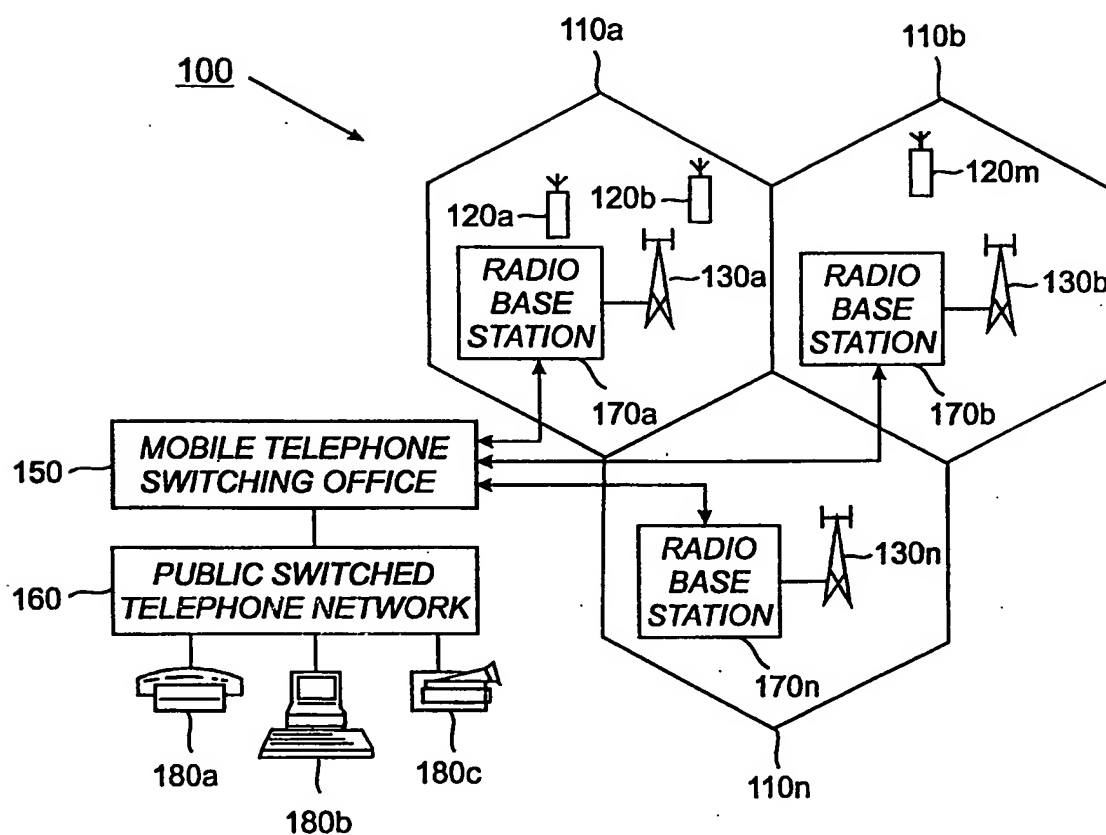 110a
110b
100
120m
120b
120a
RADIO
BASE
STATION
130a
RADIO
BASE
STATION
130b
170a
170b
MOBILE TELEPHONE
SWITCHING OFFICE
150
RADIO
BASE
STATION
130n
PUBLIC SWITCHED
TELEPHONE NETWORK
160
170n
180a
180c
110n
180b